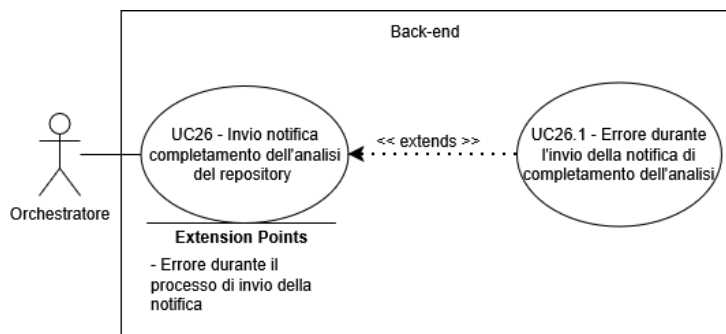 Back-end
Orchestratore
UC26 - Invio notifica
completamento dell'analisi
del repository
<< extends >>
UC26.1 - Errore durante
l'invio della notifica di
completamento dell'analisi
Extension Points
- Errore durante il
processo di invio della
notifica